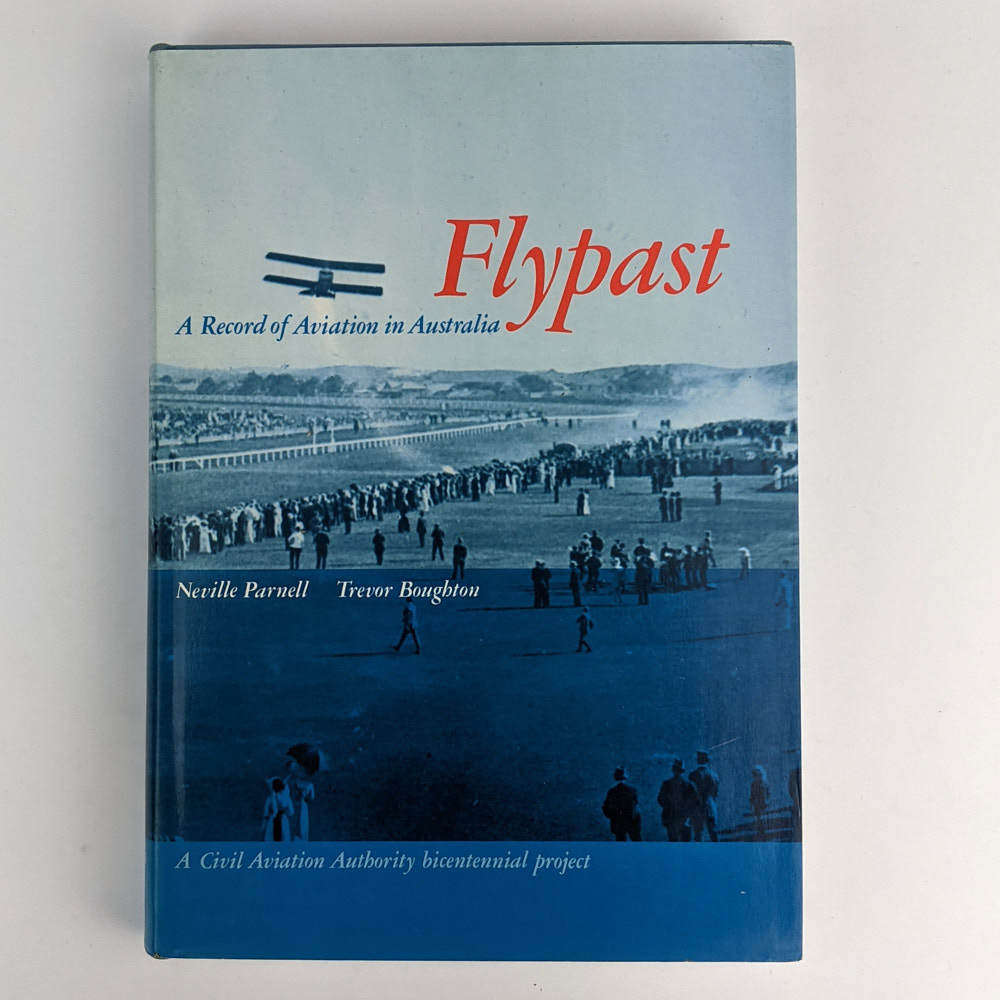 Flypast
A Record of Aviation in Australia
Neville Parnell Trevor Boughton
A Civil Aviation Authority bicentennial project